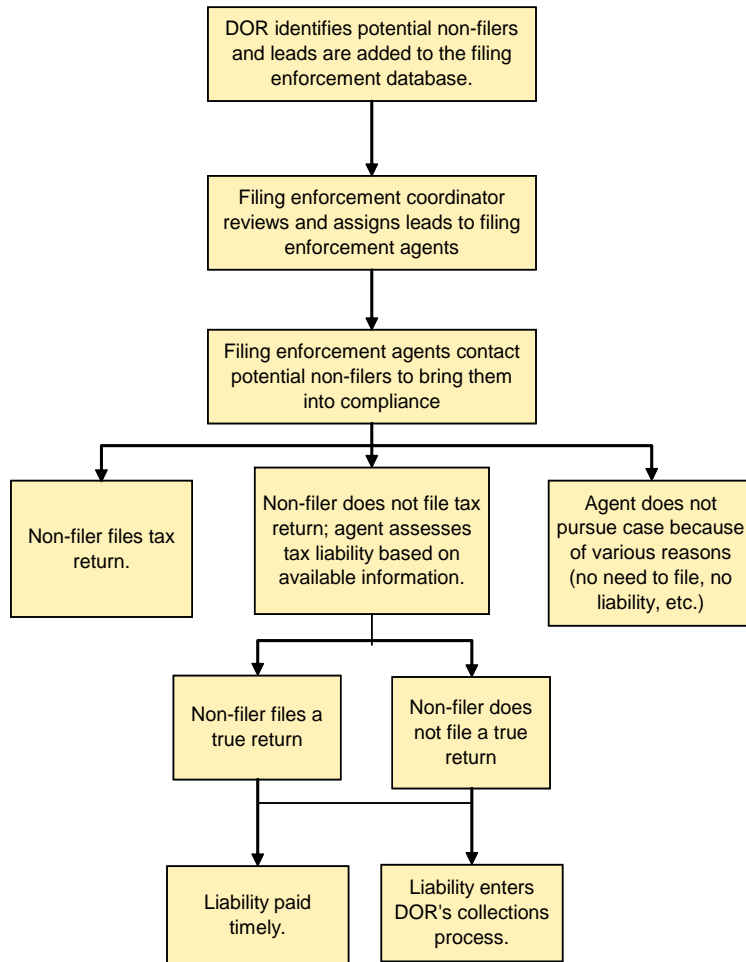 DOR identifies potential non-filers
and leads are added to the filing
enforcement database.
Filing enforcement coordinator
reviews and assigns leads to filing
enforcement agents
Filing enforcement agents contact
potential non-filers to bring them
into compliance
Non-filer files tax
return.
Non-filer does not file tax
return; agent assesses
tax liability based on
available information.
Agent does not
pursue case because
of various reasons
(no need to file, no
liability, etc.)
Non-filer files a
true return
Non-filer does
not file a true
return
Liability paid
timely.
Liability enters
DOR's collections
process.